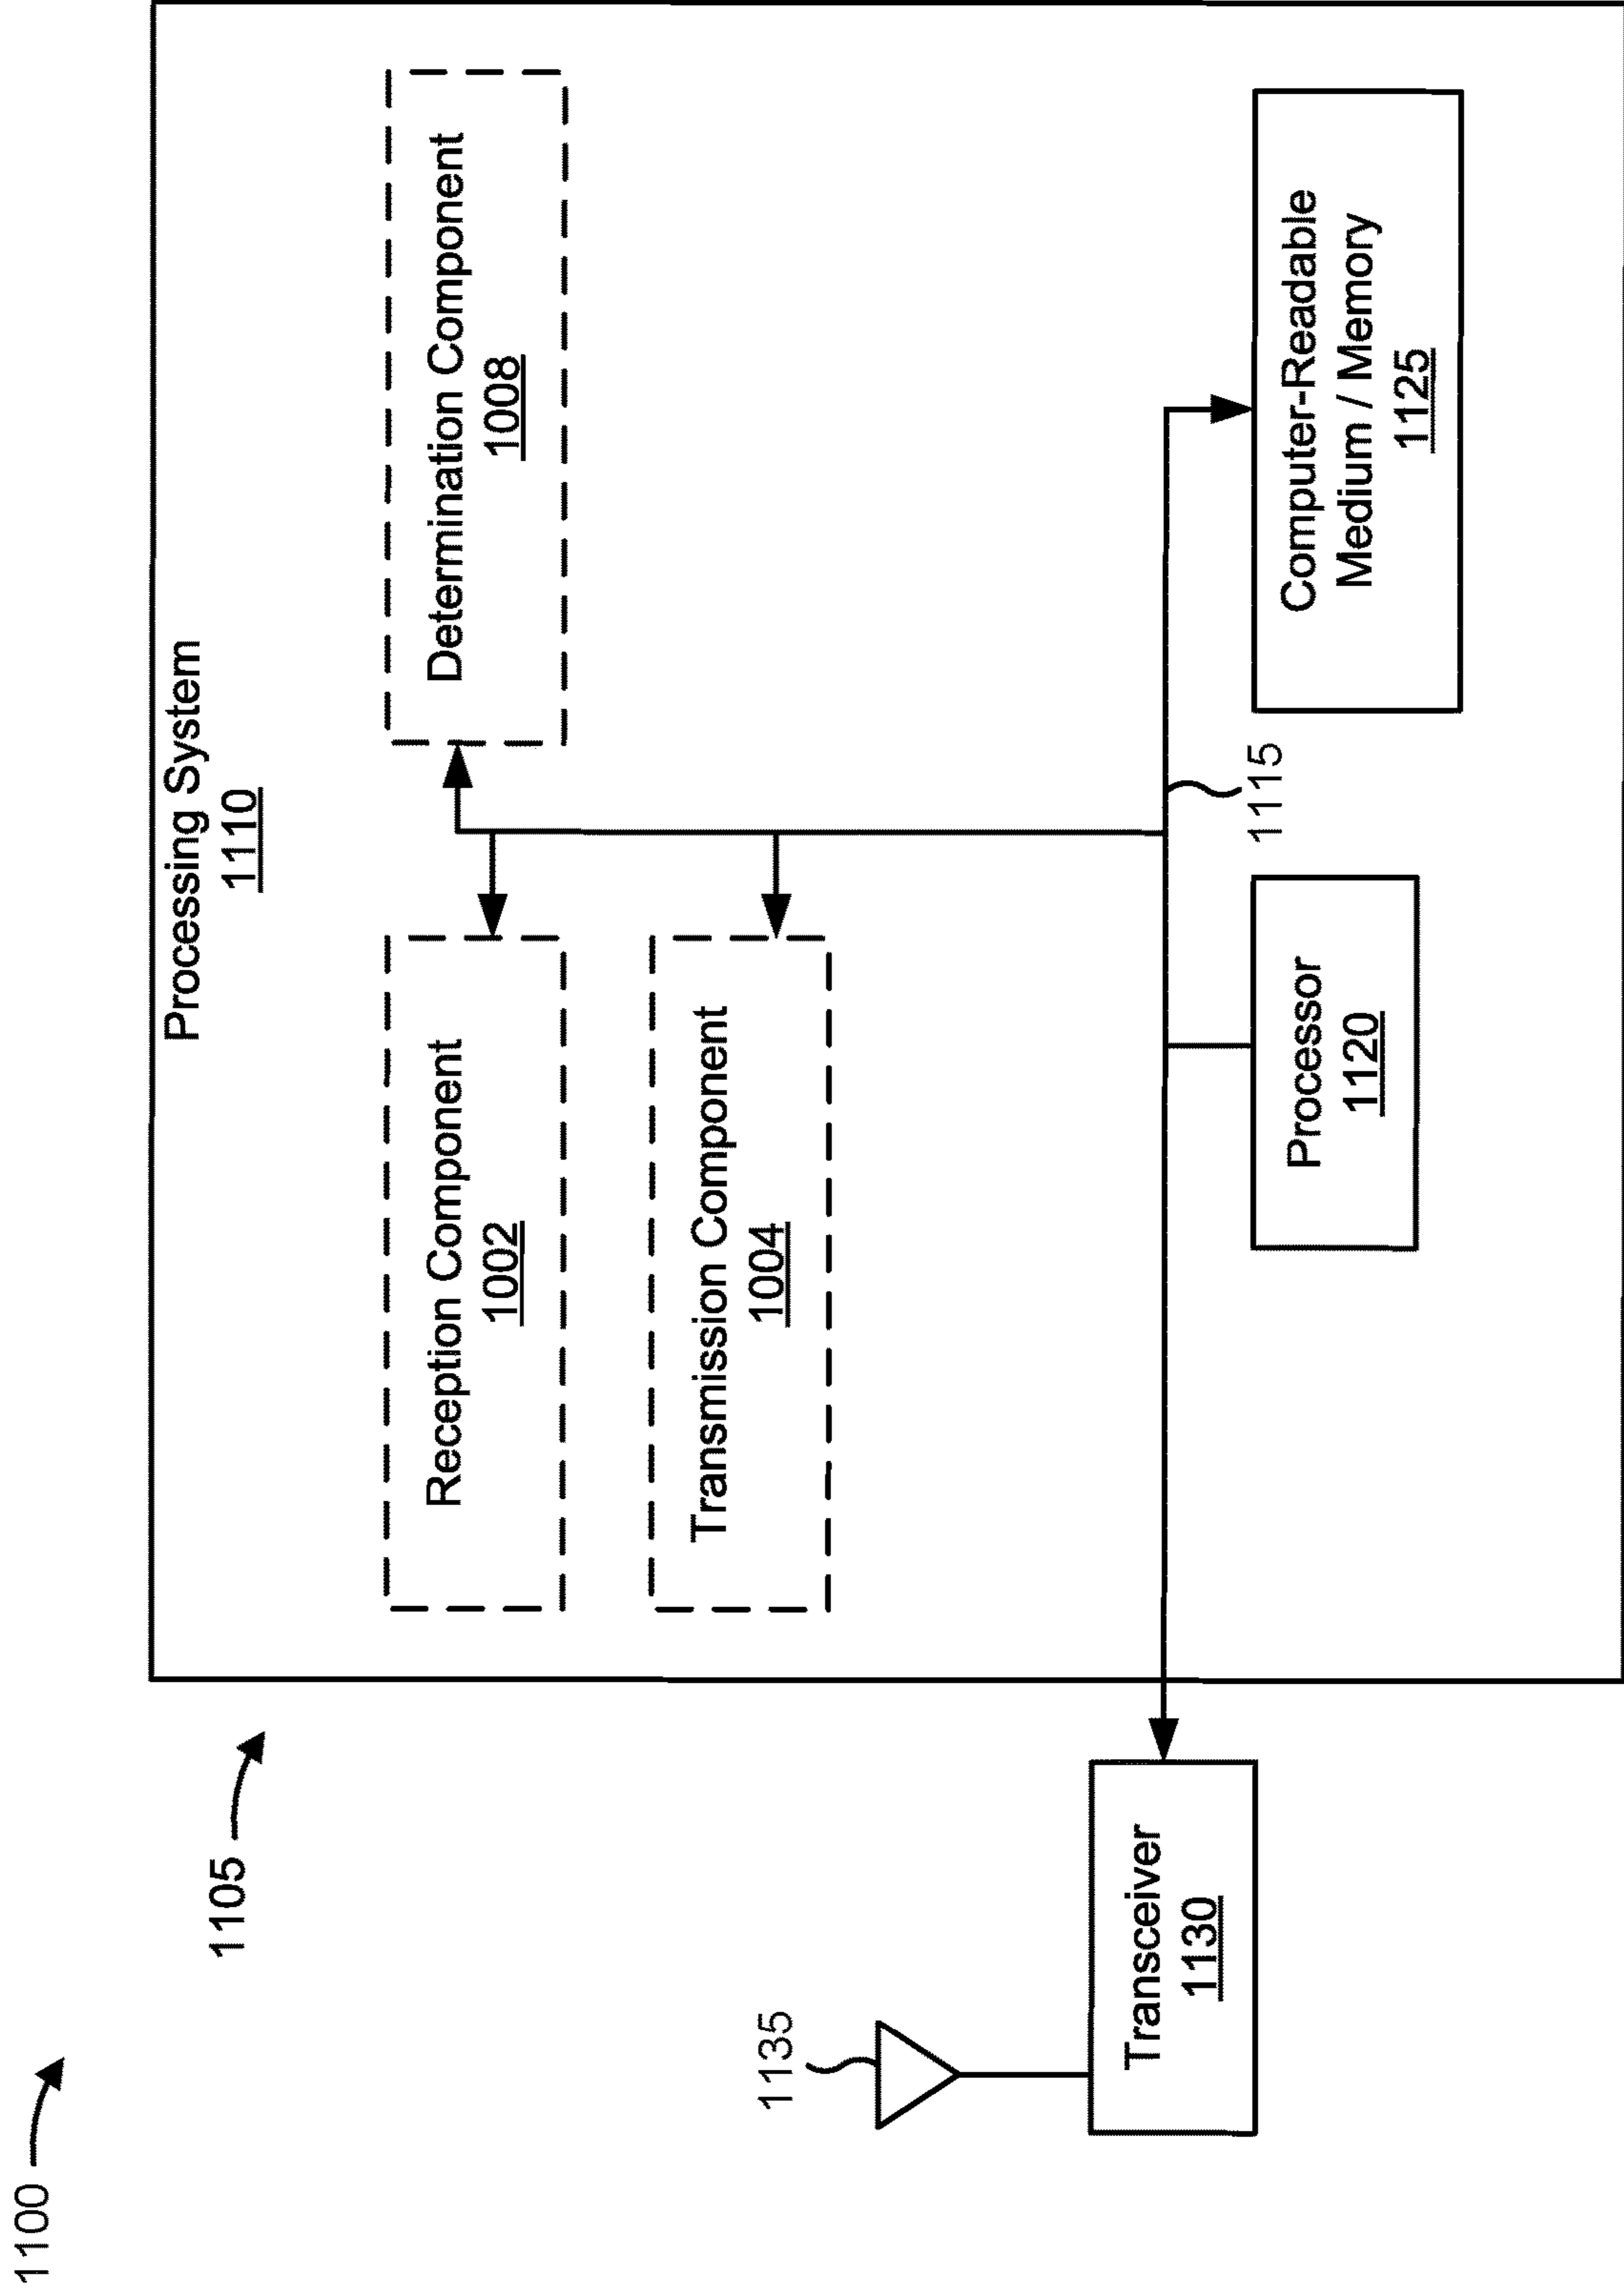 1100
1105
Processing System
1110
Reception Component
1002
Determination Component
1008
Transmission Component
1004
1135
Transceiver
1130
1115
Processor
1120
Computer-Readable
Medium / Memory
1125